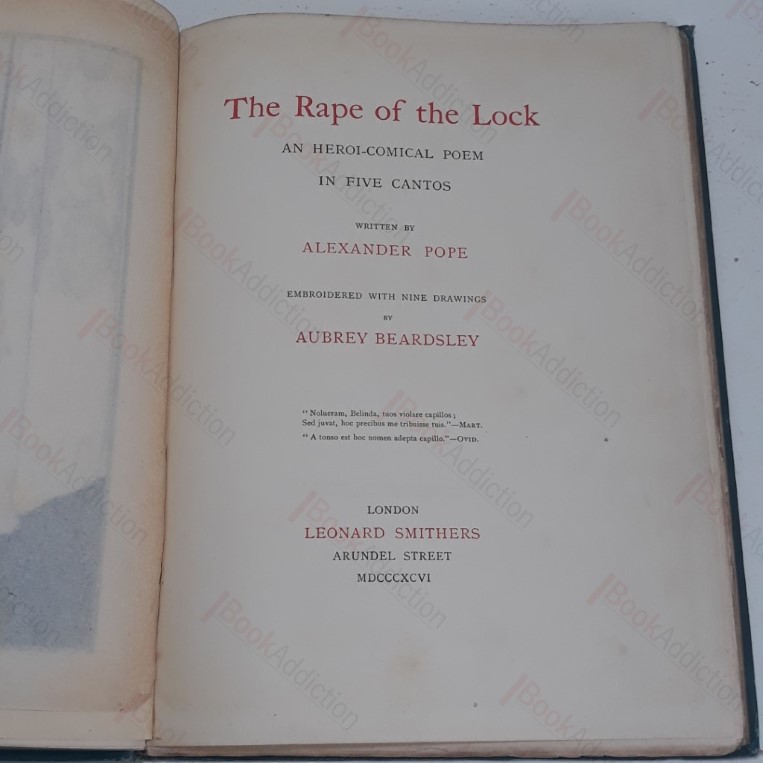 The Rape of the Lock
AN HEROI-COMICAL POEM
IN FIVE CANTOS
WRITTEN BY
ALEXANDER POPE
EMBROIDERED WITH NINE DRAWINGS
BY
AUBREY BEARDSLEY
“ Nolueram, Belinda, tuos violare capillos ;
Sed juvat, hoc precibus me tribuisse tuis.”—MART.
“ A tonso est hoc nomen adepta capillo.”—OVID.
LONDON
LEONARD SMITHERS
ARUNDEL STREET
MDCCCXCVI
BookAddiction